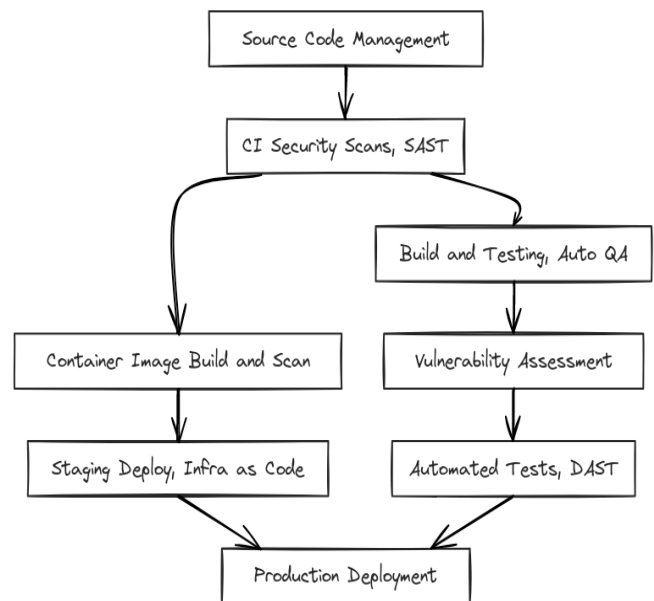 Source Code Management
CI Security Scans, SAST
Build and Testing, Auto QA
Container Image Build and Scan
Vulnerability Assessment
Staging Deploy, Infra as Code
Automated Tests, DAST
Production Deployment